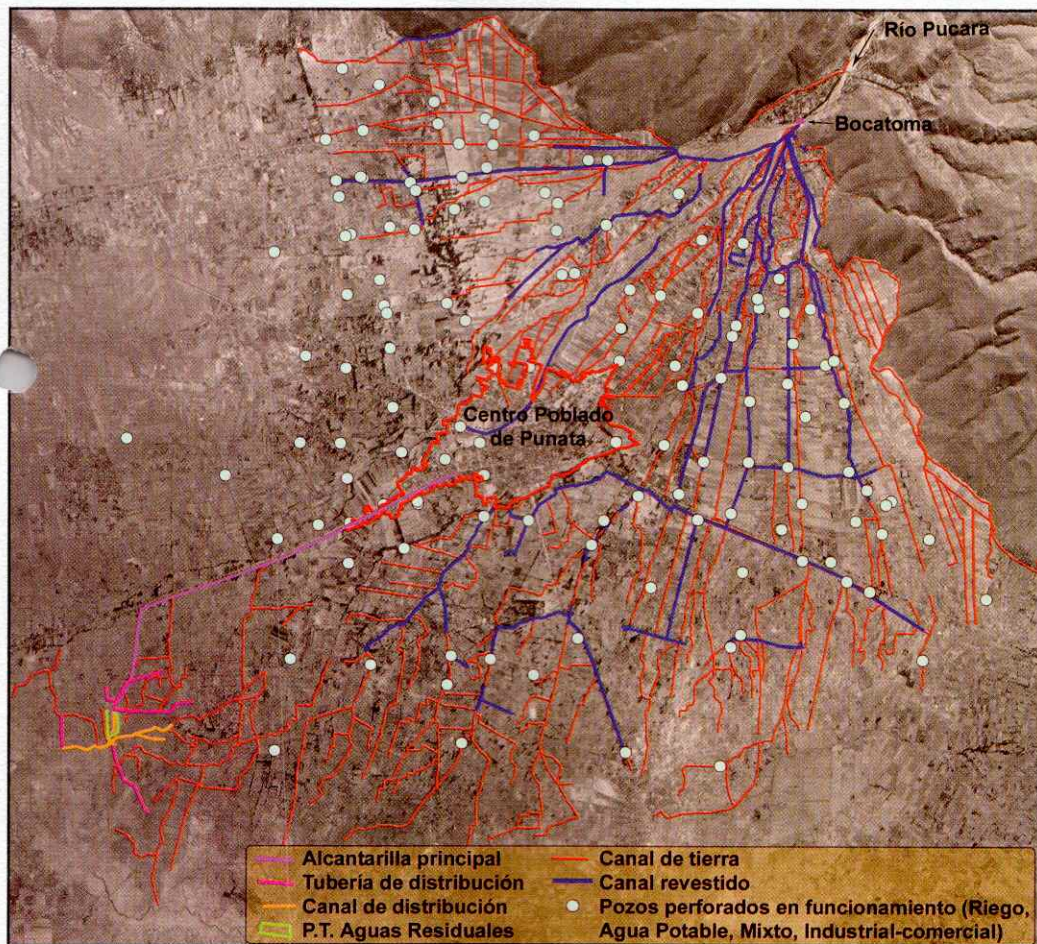 Río Pucara
Bocatoma
Centro Poblado
de Punata
Alcantarilla principal
Tubería de distribución
Canal de distribución
P.T. Aguas Residuales
Canal de tierra
Canal revestido
Pozos perforados en funcionamiento (Riego,
Agua Potable, Mixto, Industrial-comercial)